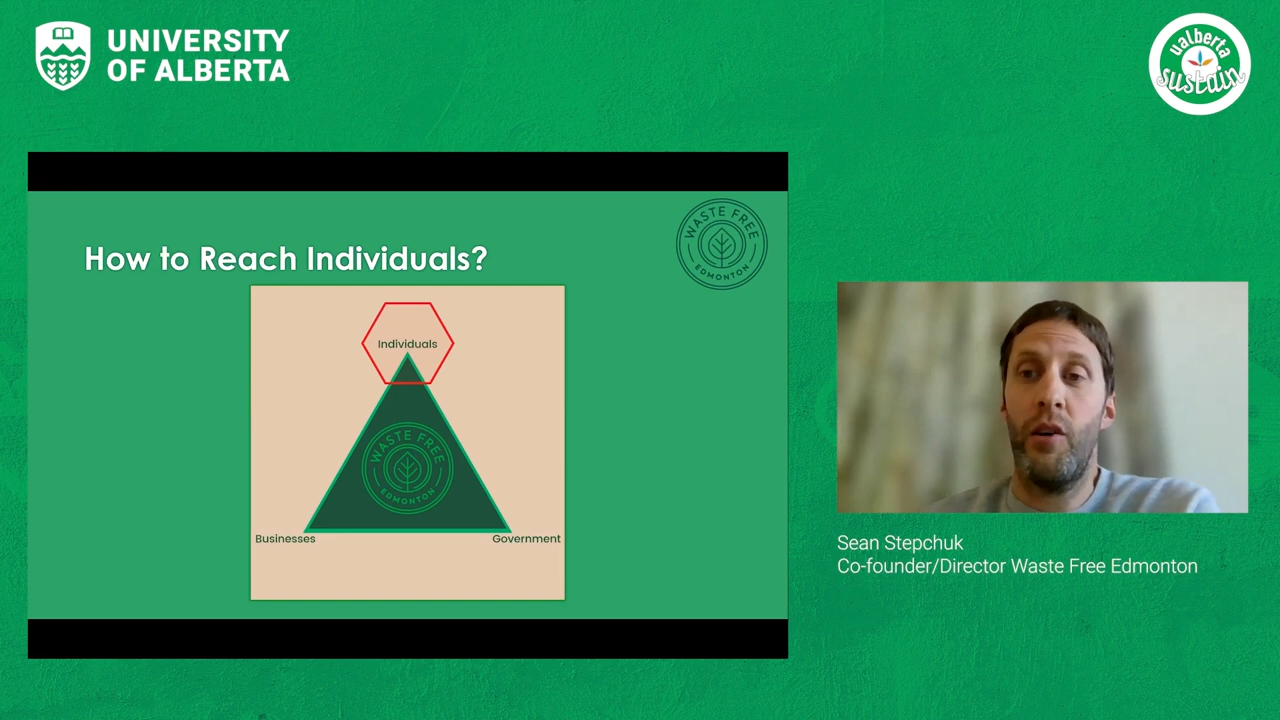 UNIVERSITY
OF ALBERTA
ualberta
sustain
WASTE FREE
EDMONTON
How to Reach Individuals?
Individuals
WASTE FREE
EDMONTON
Businesses
Government
Sean Stepchuk
Co-founder/Director Waste Free Edmonton